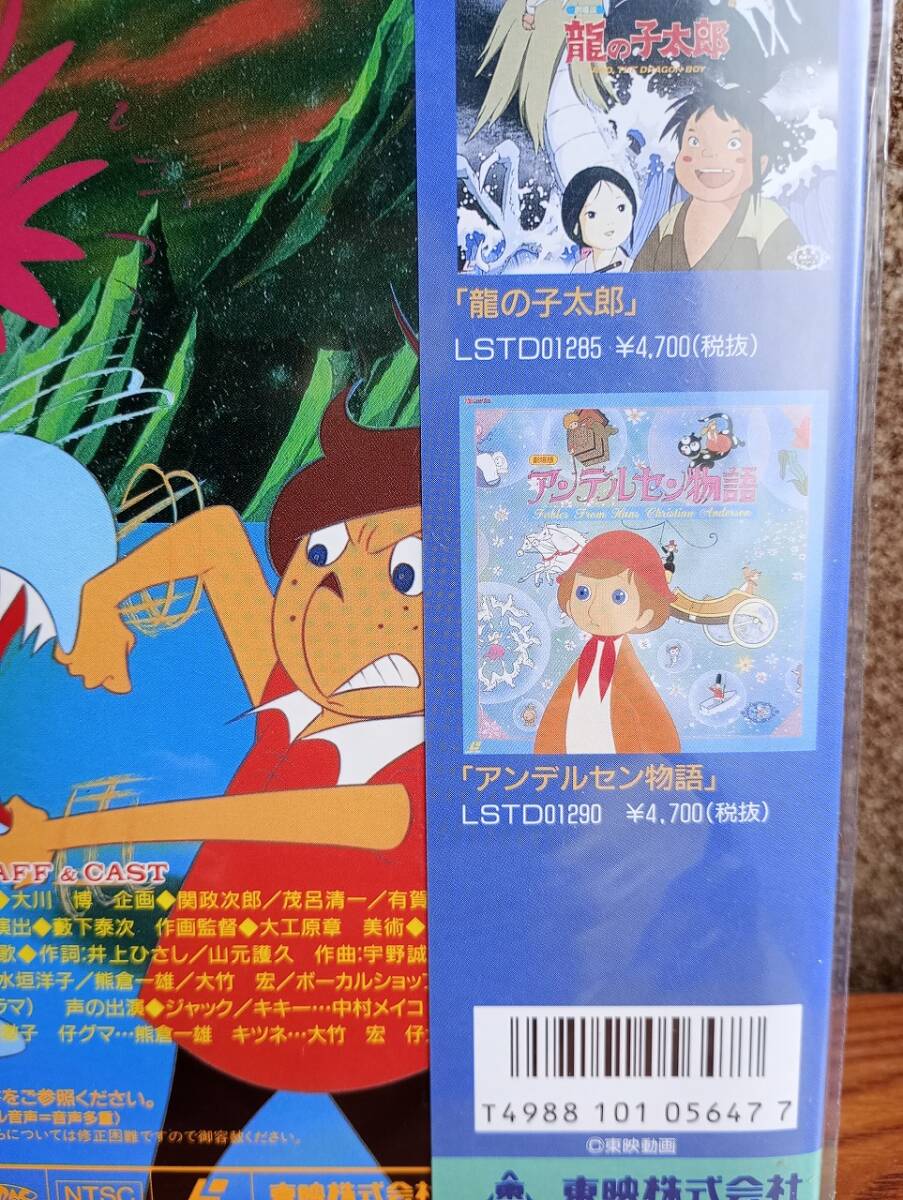 龍の子太郎
THE DRAGON BOY
「龍の子太郎」
LSTD01285 ¥4,700(税抜)
劇場版
アンデルセン物語
Fables From Hans Christian Andersen
「アンデルセン物語」
LSTD01290 ¥4,700(税抜)
AFF & CAST
◆大川 博 企画◆関政次郎/茂呂清一/有賀
演出◆藪下泰次 作画監督◆大工原章 美術◆
歌◆作詞:井上ひさし/山元護久 作曲:宇野誠
水垣洋子/熊倉一雄/大竹 宏/ボーカルショップ
ラマ) 声の出演◆ジャック/キキー…中村メイコ
子 仔グマ…熊倉一雄 キツネ…大竹 宏 仔
をご参照ください。
ル音声=音声多重)
らについては修正困難ですので御容赦ください。
NTSC
東映株式会
T4988 101 05647 7
©東映動画
東映株式会社